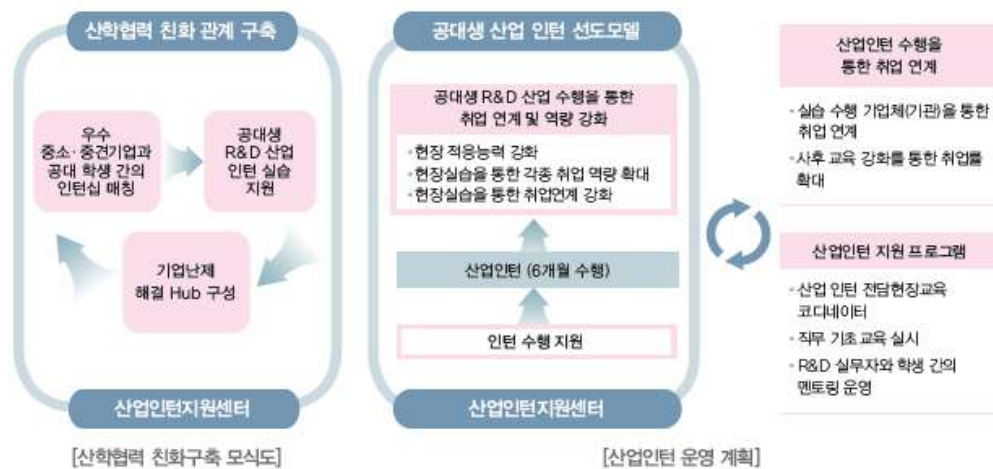 산학협력 친화 관계 구축
우수
중소·중견기업과
공대 학생 간의
인턴십 매칭
공대생
R&D 산업
인턴 실습
지원
기업난제
해결 Hub 구성
산업인턴지원센터
[산학협력 친화구축 모식도]
공대생 산업 인턴 선도모델
공대생 R&D 산업 수행을 통한
취업 연계 및 역량 강화
•현장 적응능력 강화
•현장실습을 통한 각종 취업 역량 확대
•현장실습을 통한 취업연계 강화
산업인턴 (6개월 수행)
인턴 수행 지원
산업인턴지원센터
산업인턴 수행을
통한 취업 연계
•실습 수행 기업체(기관)을 통한
취업 연계
•사후 교육 강화를 통한 취업률
확대
산업인턴 지원 프로그램
•산업 인턴 전담현장교육
코디네이터
•직무 기초 교육 실시
•R&D 실무자와 학생 간의
멘토링 운영
[산업인턴 운영 계획]